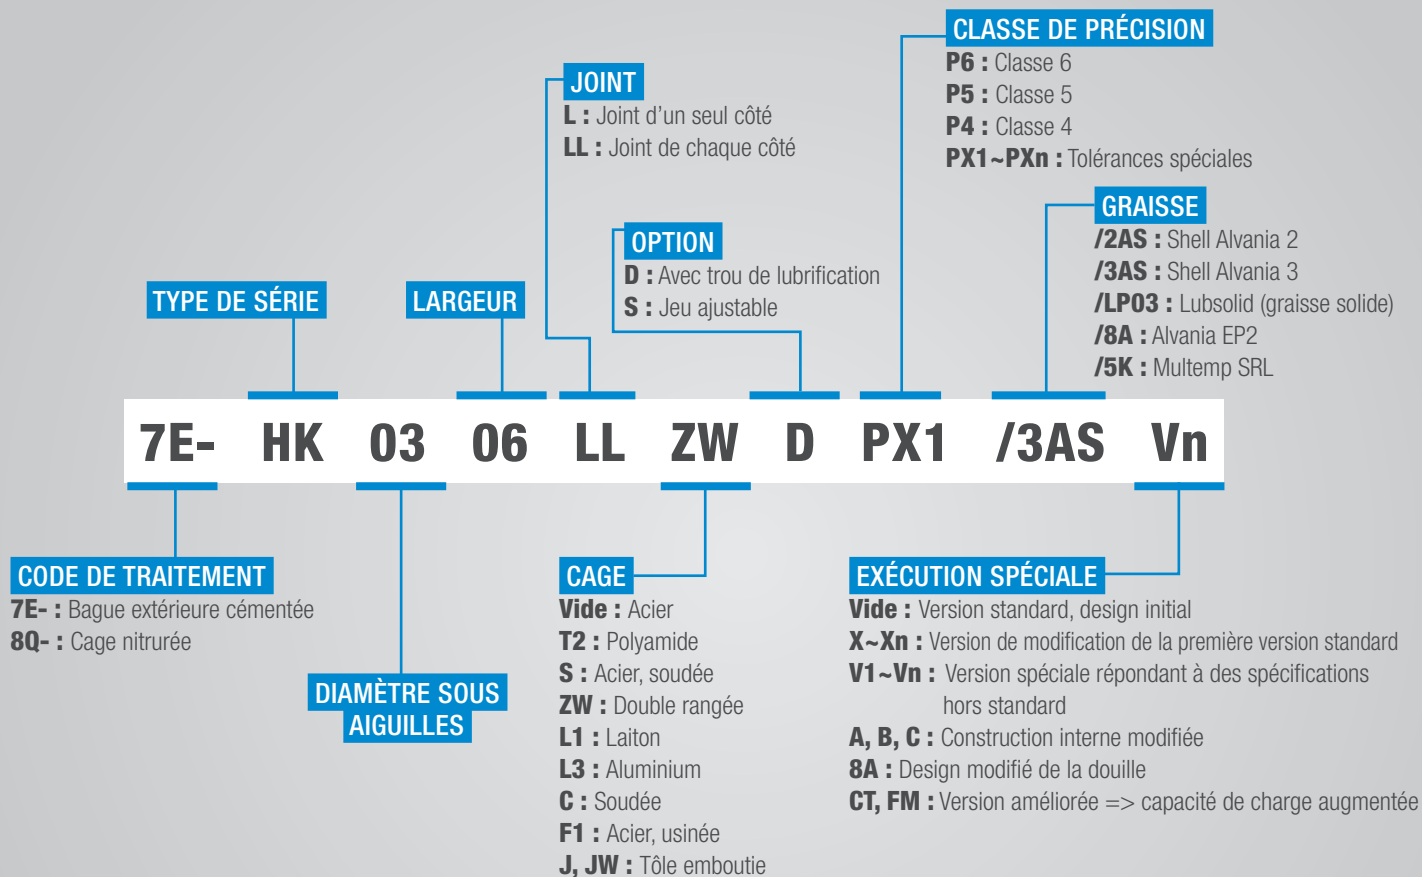 CLASSE DE PRÉCISION
P6 : Classe 6
P5 : Classe 5
P4 : Classe 4
PX1~PXn : Tolérances spéciales
JOINT
L : Joint d'un seul côté
LL : Joint de chaque côté
GRAISSE
/2AS : Shell Alvania 2
/3AS : Shell Alvania 3
/LP03 : Lubsolid (graisse solide)
/8A : Alvania EP2
/5K : Multemp SRL
OPTION
D : Avec trou de lubrification
S : Jeu ajustable
TYPE DE SÉRIE
LARGEUR
7E- HK 03 06 LL ZW D PX1 /3AS Vn
CODE DE TRAITEMENT
7E- : Bague extérieure cémentée
8Q- : Cage nitrurée
DIAMÈTRE SOUS
AIGUILLES
CAGE
Vide : Acier
T2 : Polyamide
S : Acier, soudée
ZW : Double rangée
L1 : Laiton
L3 : Aluminium
C : Soudée
F1 : Acier, usinée
J, JW : Tôle emboutie
EXÉCUTION SPÉCIALE
Vide : Version standard, design initial
X~Xn : Version de modification de la première version standard
V1~Vn : Version spéciale répondant à des spécifications
hors standard
A, B, C : Construction interne modifiée
8A : Design modifié de la douille
CT, FM : Version améliorée => capacité de charge augmentée